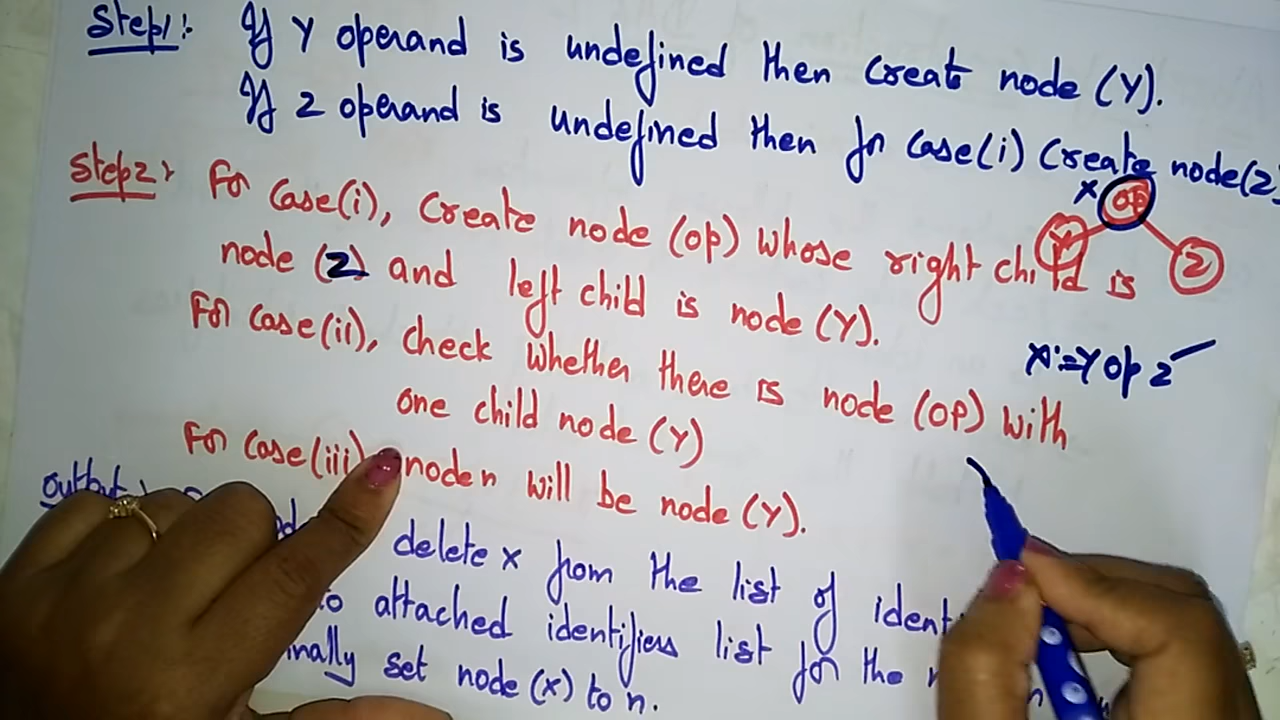 Step1:- If Y operand is undefined then create node (Y).
If Z operand is undefined then for case(i) create node(Z)
Step2:- For case(i), create node (op) whose right child is
node (Z) and left child is node (Y).
For case(ii), check whether there is node (OP) with
one child node (Y)
For case(iii) node n will be node (Y).
output:- delete x from the list of
attached identifiers list for the
set node (x) to n.
X
OP
Y
Z
X:=Y op Z